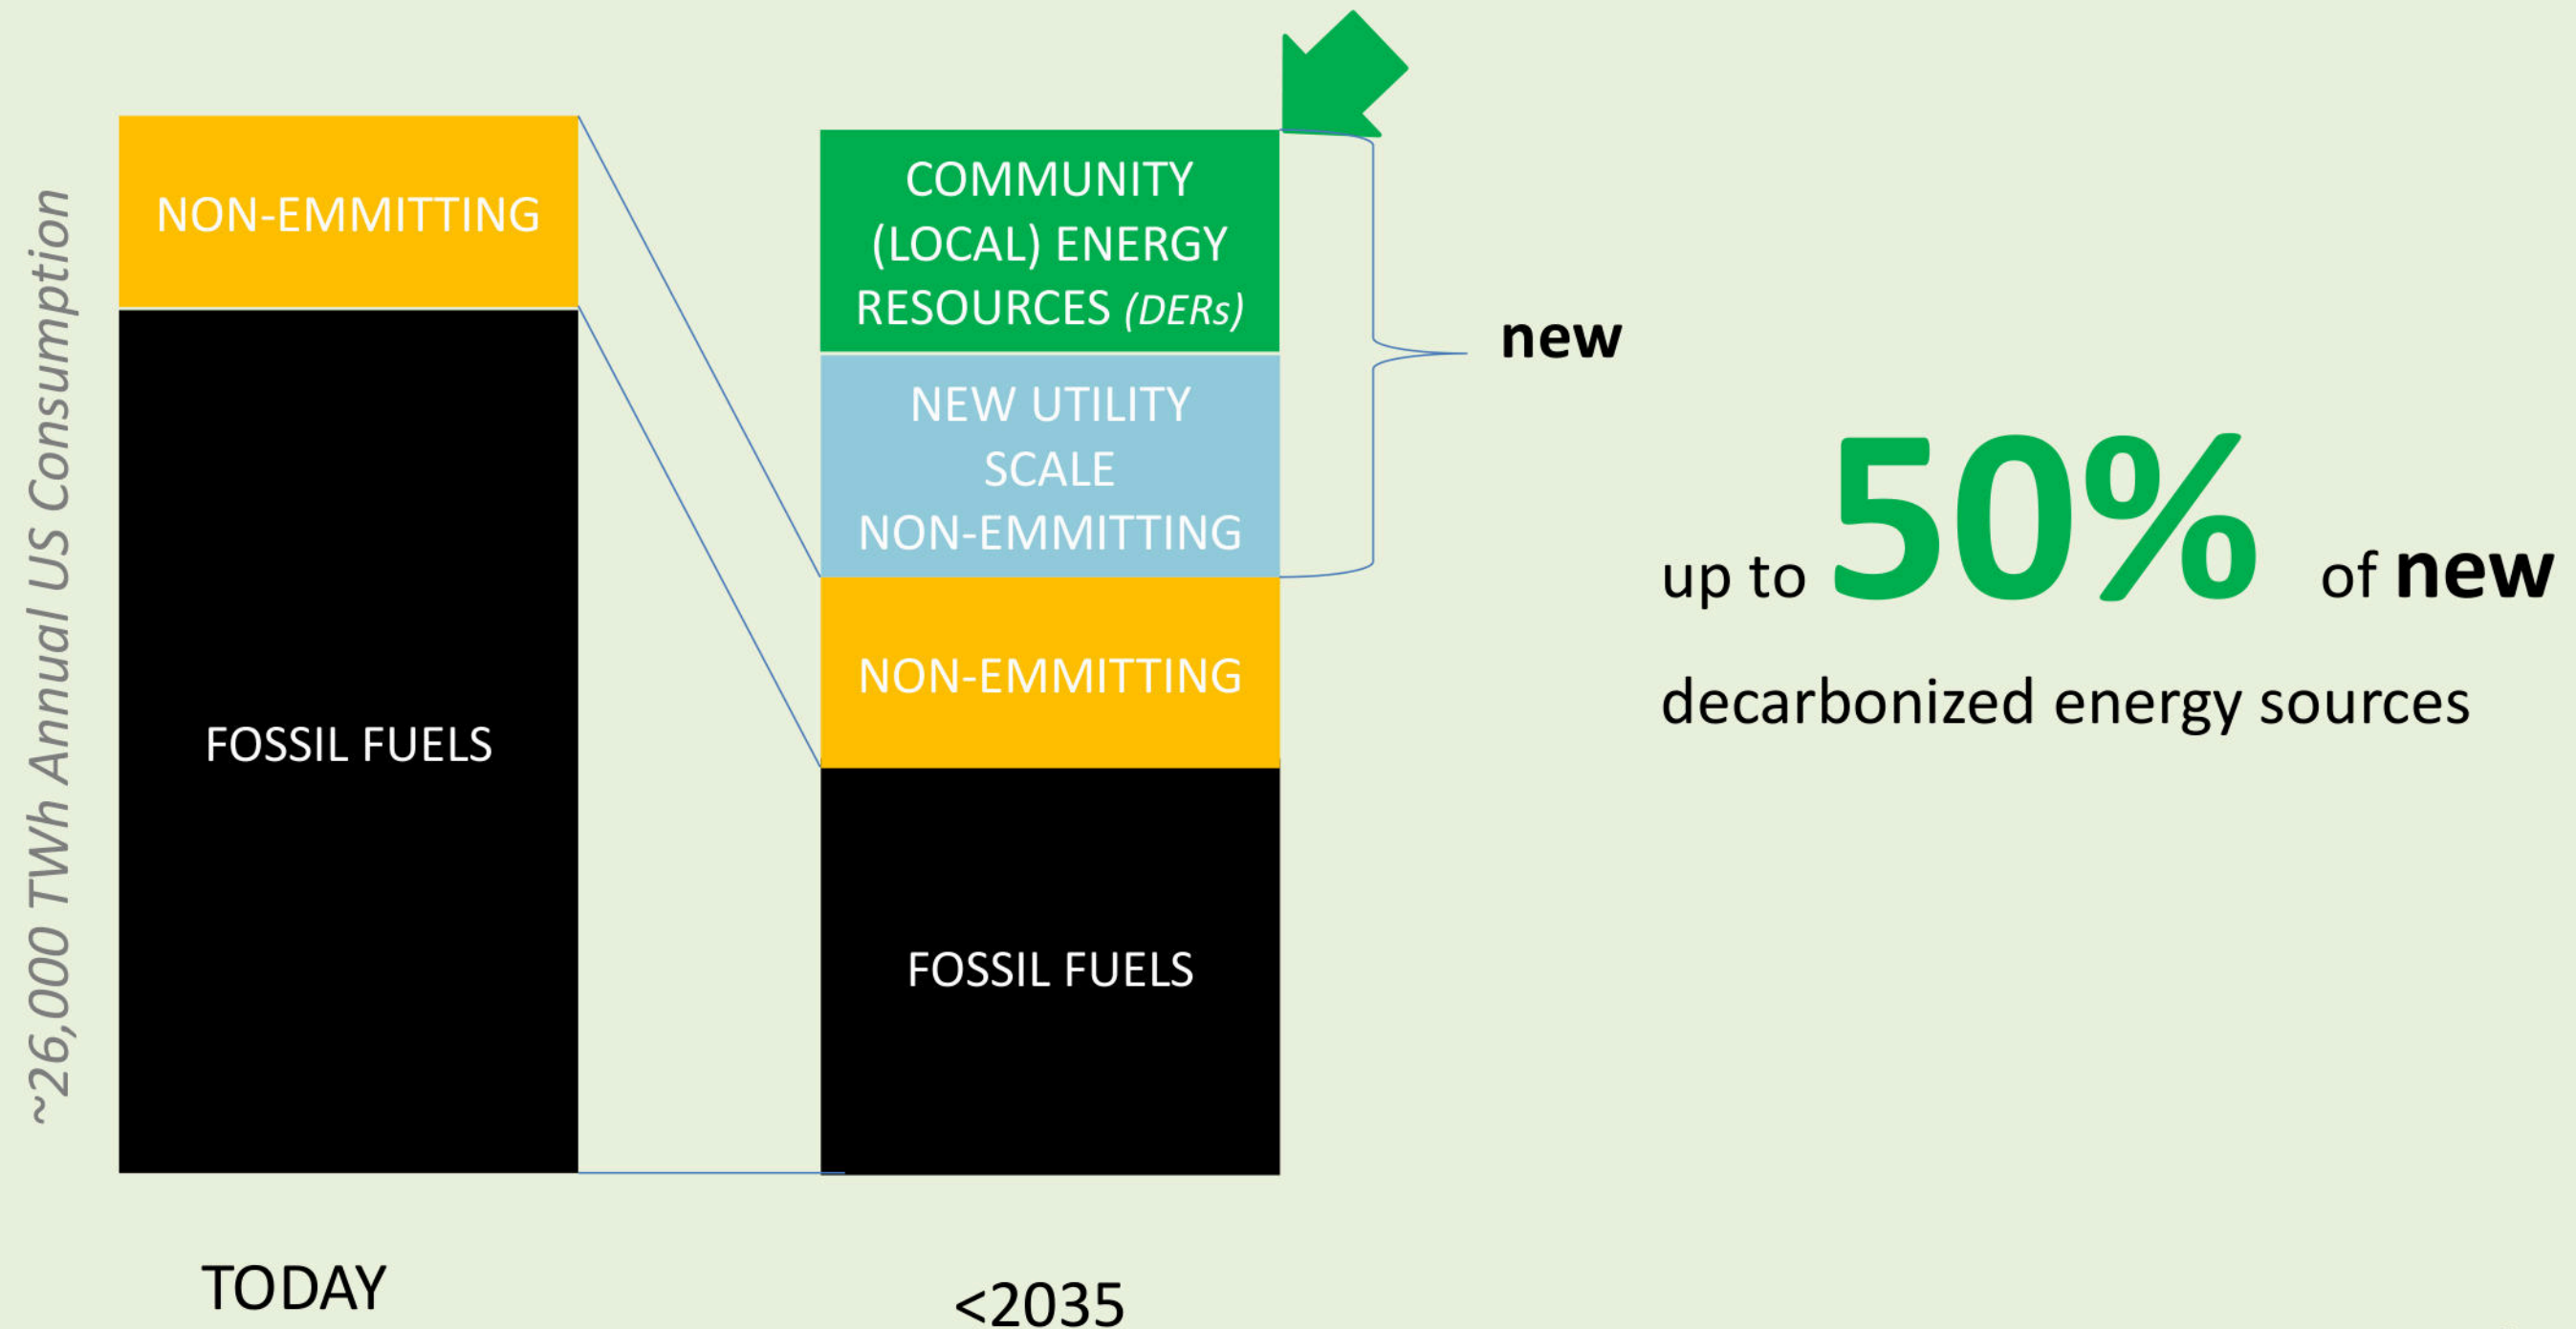 ~26,000 TWh Annual US Consumption
NON-EMMITTING
FOSSIL FUELS
TODAY
COMMUNITY
(LOCAL) ENERGY
RESOURCES (DERs)
NEW UTILITY
SCALE
NON-EMMITTING
NON-EMMITTING
FOSSIL FUELS
<2035
new
up to 50% of new
decarbonized energy sources